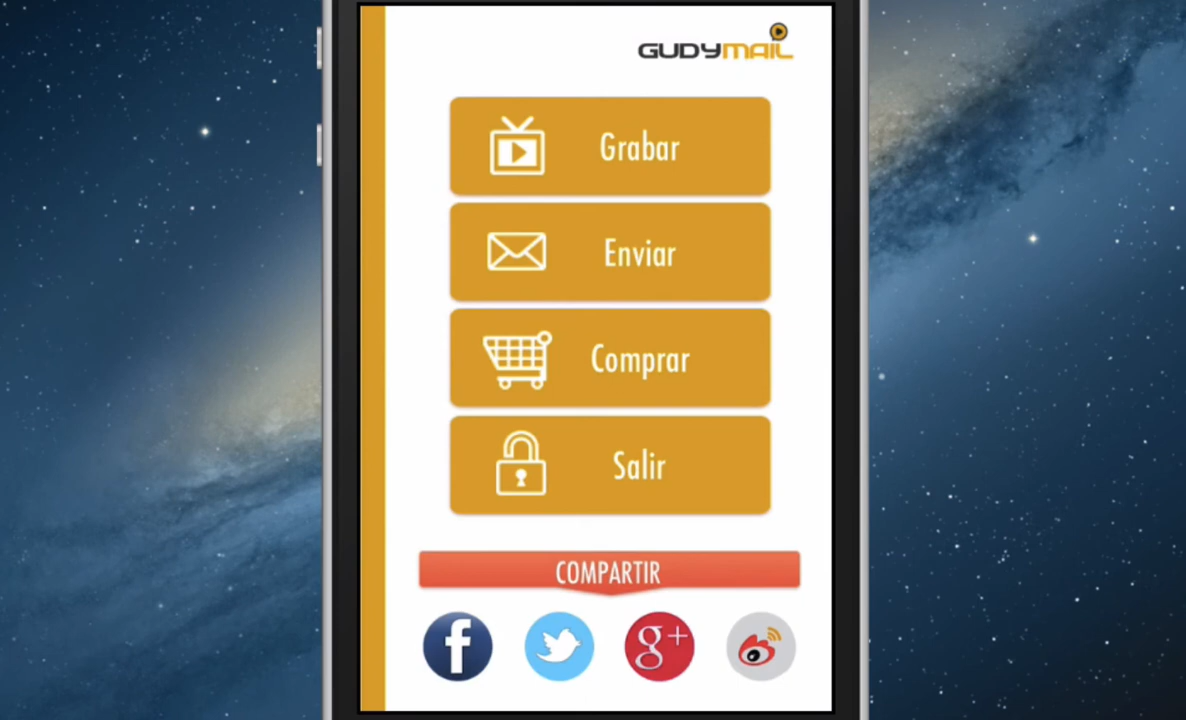 GUDYMAIL
Grabar
Enviar
Comprar
Salir
COMPARTIR
f
g+